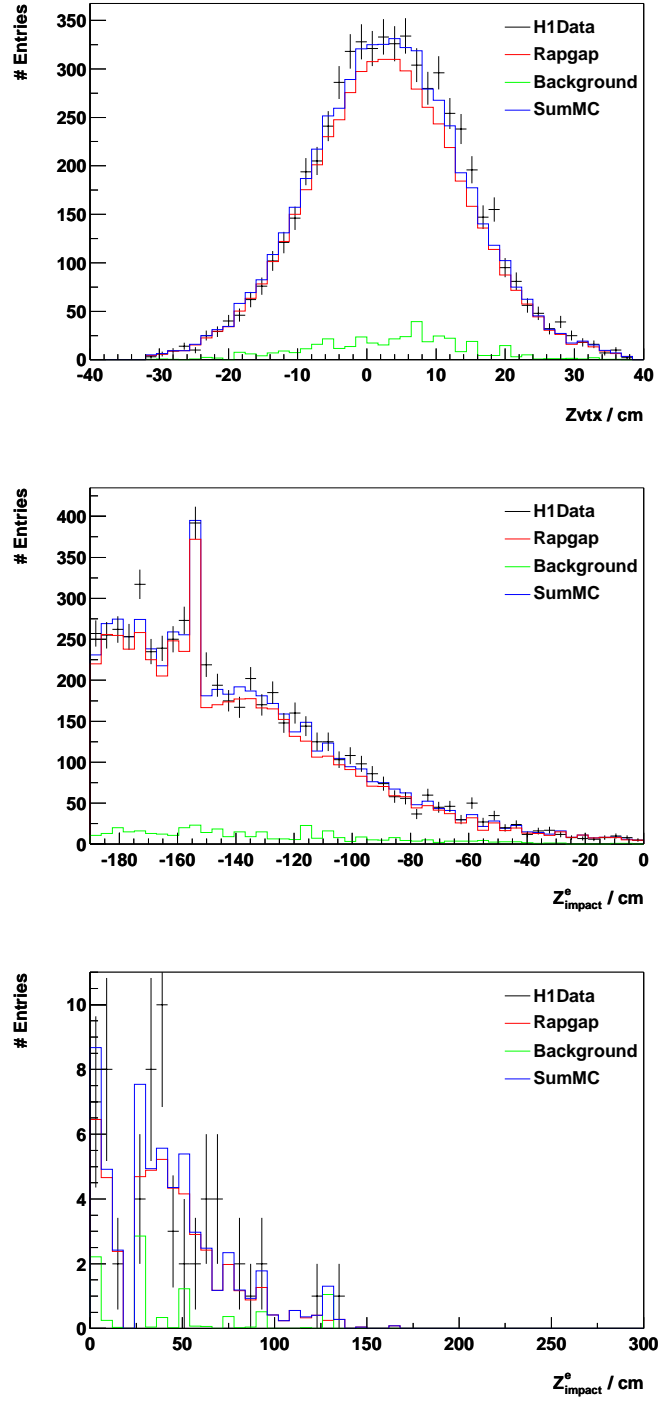 # Entries
350
300
250
200
150
100
50
0
H1Data
Rapgap
Background
SumMC
-40 -30 -20 -10 0 10 20 30 40
Zvtx / cm
# Entries
400
350
300
250
200
150
100
50
0
H1Data
Rapgap
Background
SumMC
-180 -160 -140 -120 -100 -80 -60 -40 -20 0
Z^e_impact / cm
# Entries
10
8
6
4
2
0
H1Data
Rapgap
Background
SumMC
0 50 100 150 200 250 300
Z^e_impact / cm